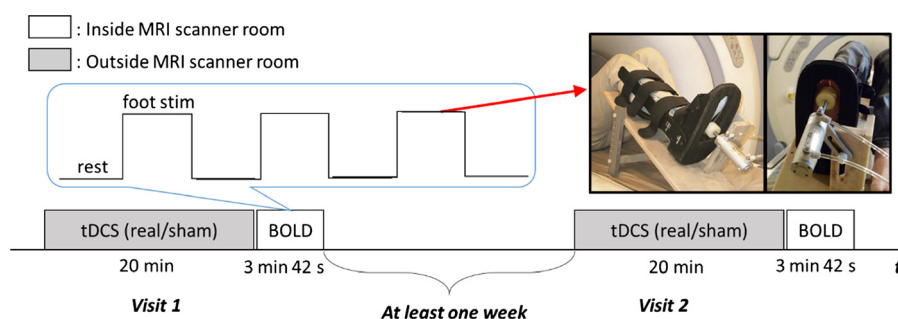 : Inside MRI scanner room
: Outside MRI scanner room
foot stim
rest
tDCS (real/sham)
BOLD
tDCS (real/sham)
BOLD
20 min
3 min 42 s
20 min
3 min 42s
t
Visit 1
At least one week
Visit 2